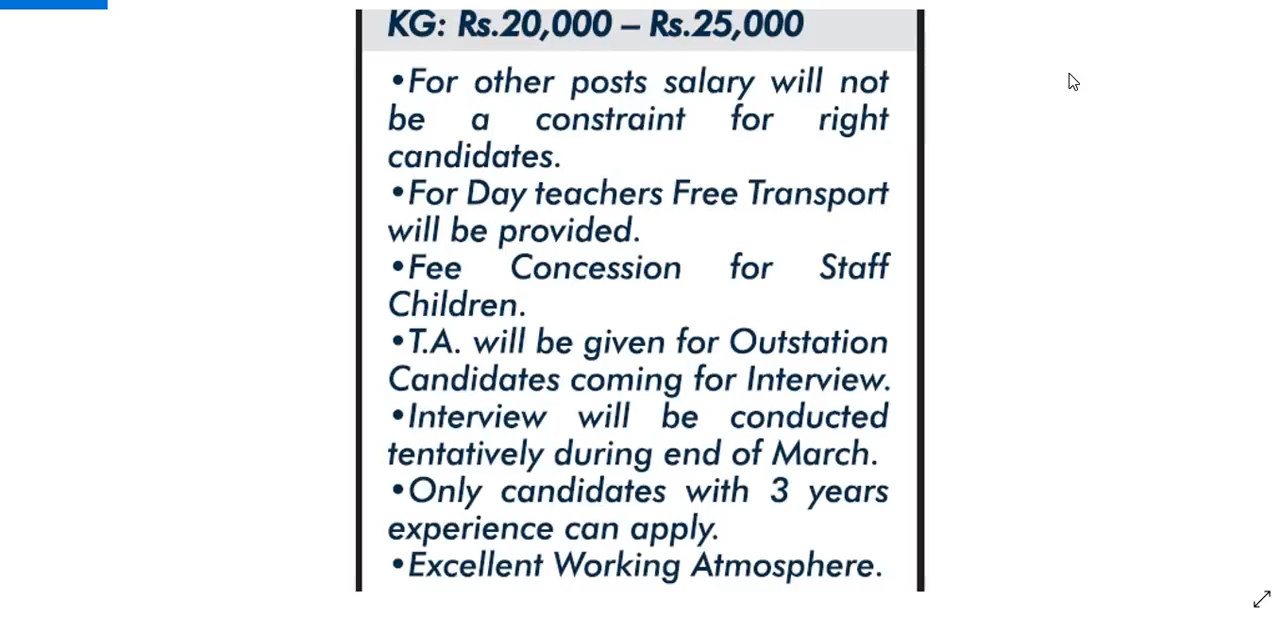 KG: Rs.20,000 – Rs.25,000
•For other posts salary will not
be a constraint for right
candidates.
•For Day teachers Free Transport
will be provided.
•Fee Concession for Staff
Children.
•T.A. will be given for Outstation
Candidates coming for Interview.
•Interview will be conducted
tentatively during end of March.
•Only candidates with 3 years
experience can apply.
•Excellent Working Atmosphere.